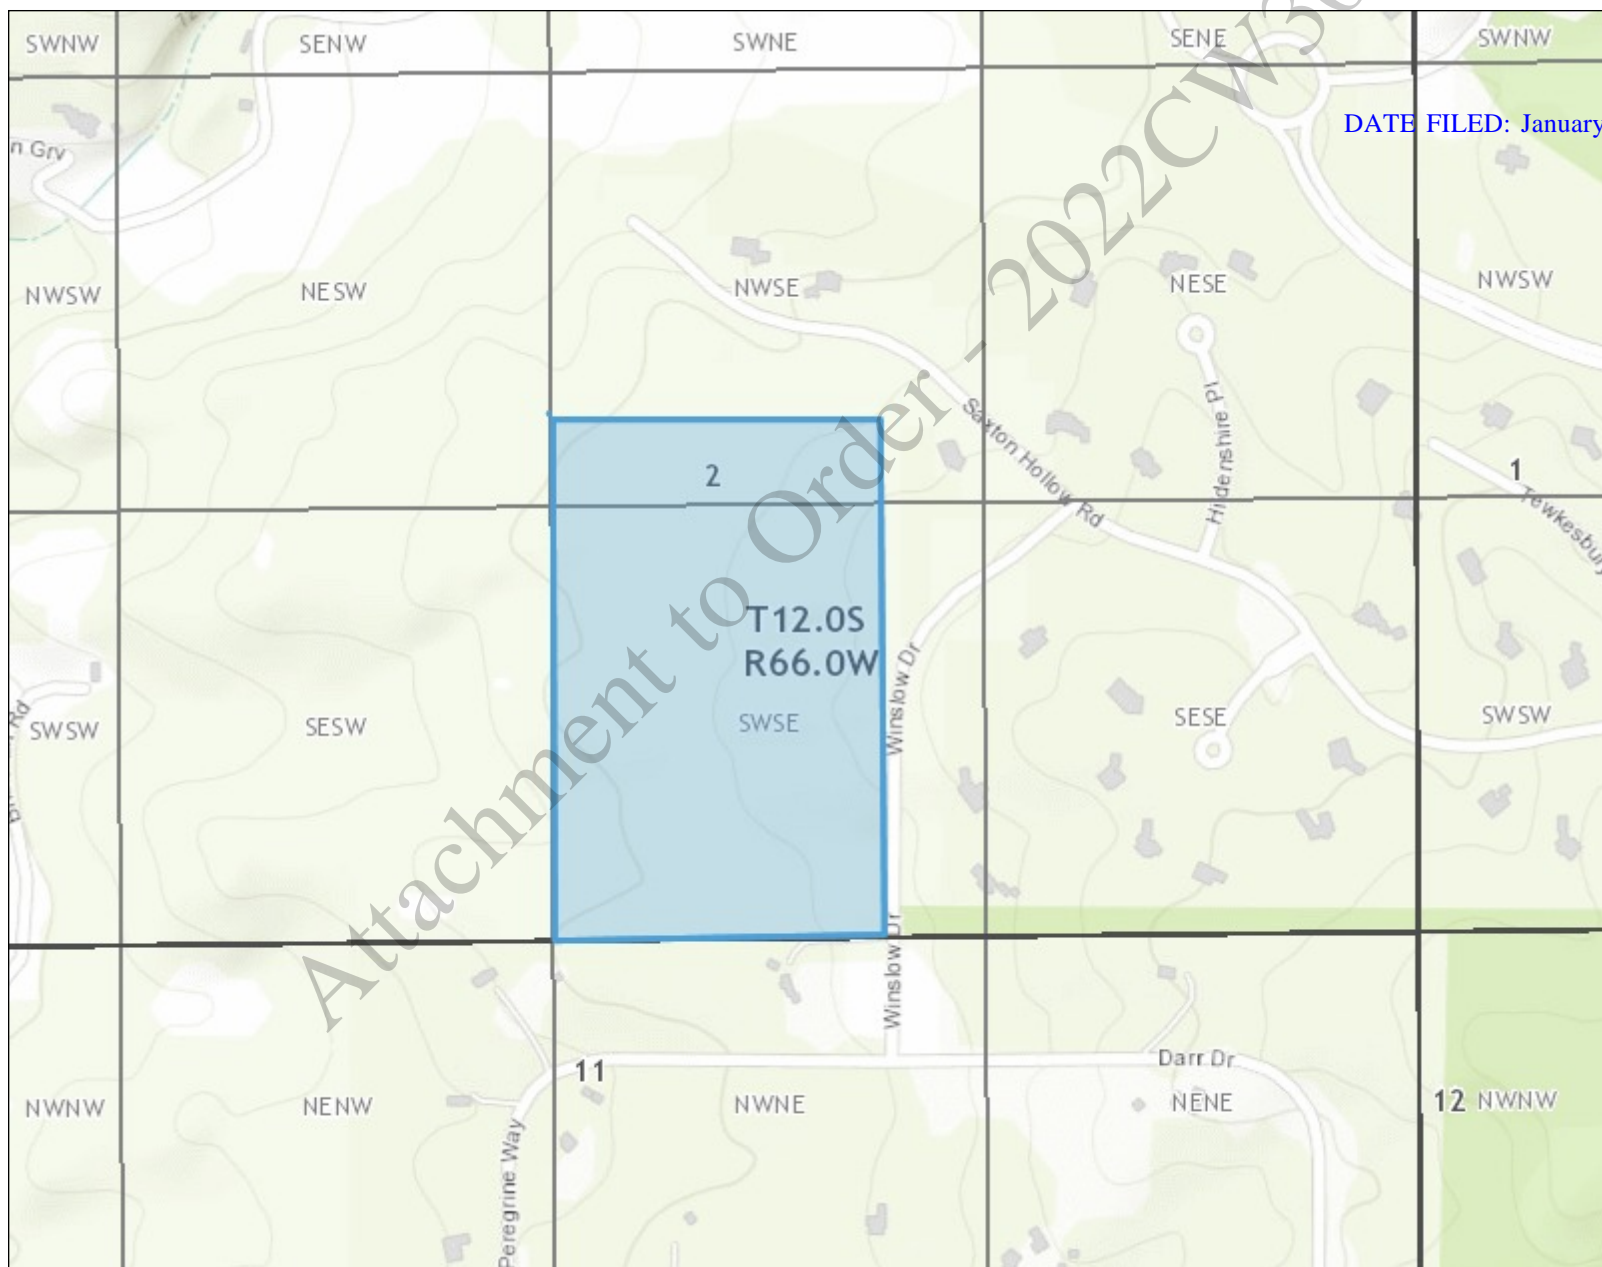 SWNW
SENW
SWNE
SENE
SWNW
DATE FILED: January
n Grv
NWSW
NESW
NWSE
NESE
NWSW
Saxton Hollow Rd
Hidenshire Pl
2
1
Tewkesbury
T12.0S
R66.0W
Winslow Dr
SWSW
SESW
SWSE
SESE
SWSW
Rd
Winslow Dr
11
Darr Dr
NWNW
NENW
NWNE
NENE
12 NWNW
Peregrine Way
Attachment to Order - 2022CW30